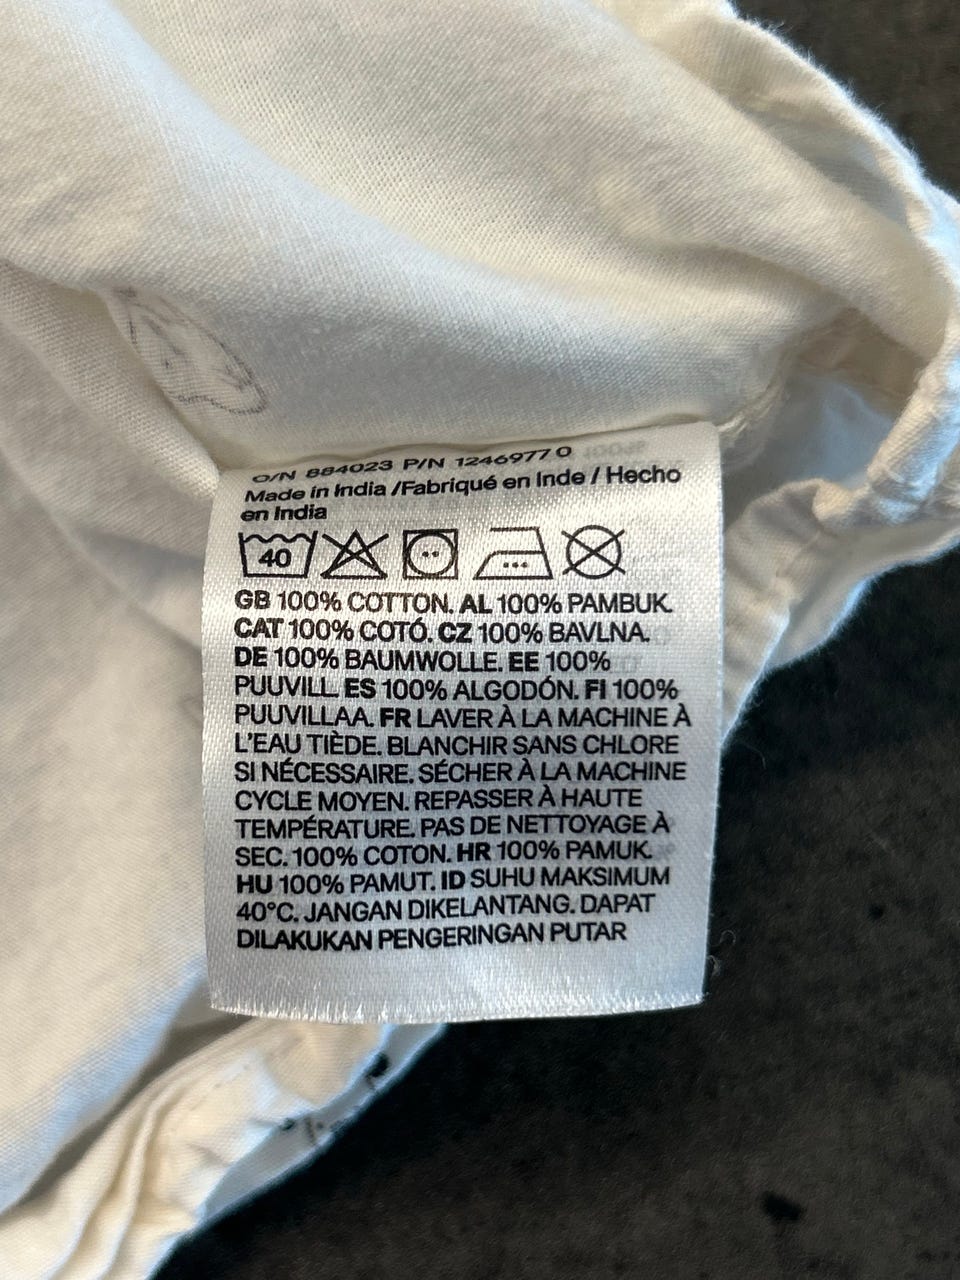 O/N 884023 P/N 1246977 0
Made in India /Fabriqué en Inde / Hecho
en India
40
GB 100% COTTON. AL 100% PAMBUK.
CAT 100% COTÓ. CZ 100% BAVLNA.
DE 100% BAUMWOLLE. EE 100%
PUUVILL. ES 100% ALGODÓN. FI 100%
PUUVILLAA. FR LAVER À LA MACHINE À
L'EAU TIÈDE. BLANCHIR SANS CHLORE
SI NÉCESSAIRE. SÉCHER À LA MACHINE
CYCLE MOYEN. REPASSER À HAUTE
TEMPÉRATURE. PAS DE NETTOYAGE À
SEC. 100% COTON. HR 100% PAMUK.
HU 100% PAMUT. ID SUHU MAKSIMUM
40°C. JANGAN DIKELANTANG. DAPAT
DILAKUKAN PENGERINGAN PUTAR